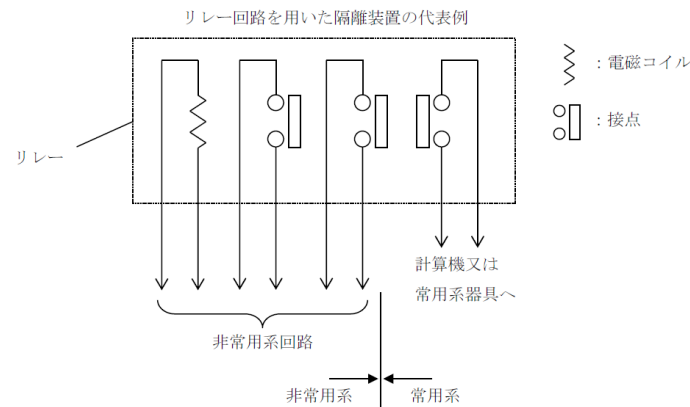 リレー回路を用いた隔離装置の代表例
：電磁コイル
：接点
リレー
計算機又は
常用系器具へ
非常用系回路
非常用系
常用系